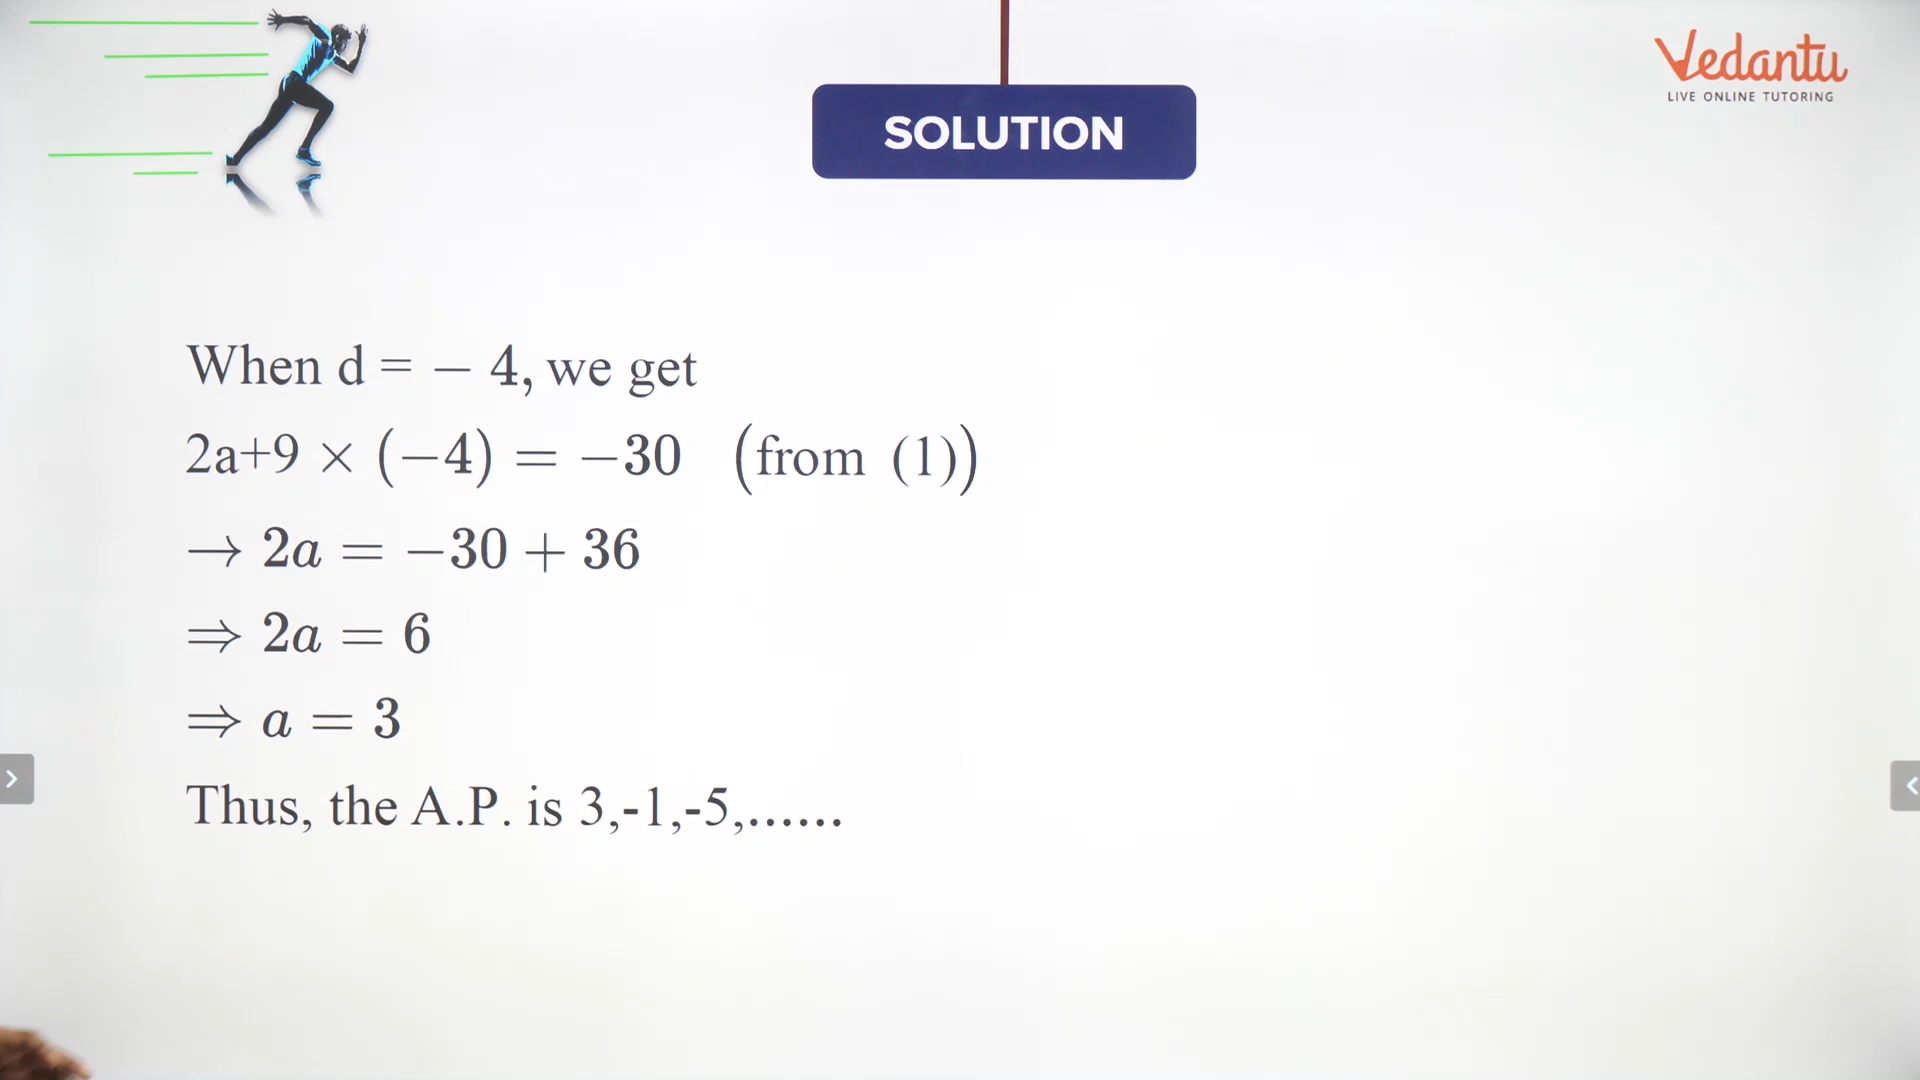 Vedantu
LIVE ONLINE TUTORING
SOLUTION
When d = − 4, we get
2a+9 × (−4) = −30 (from (1))
→ 2a = −30 + 36
⇒ 2a = 6
⇒ a = 3
Thus, the A.P. is 3,-1,-5,......